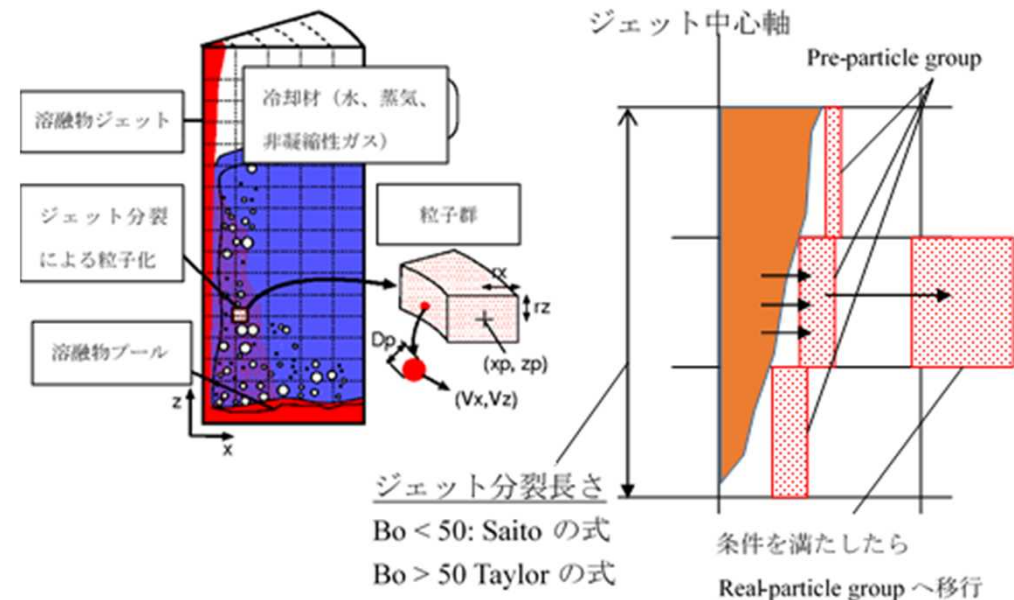 溶融物ジェット
冷却材（水、蒸気、
非凝縮性ガス）
ジェット分裂
による粒子化
溶融物プール
粒子群
rx
rz
Dp
(xp, zp)
(Vx,Vz)
z
x
ジェット中心軸
Pre-particle group
ジェット分裂長さ
Bo < 50: Saito の式
Bo > 50 Taylor の式
条件を満たしたら
Real-particle group へ移行